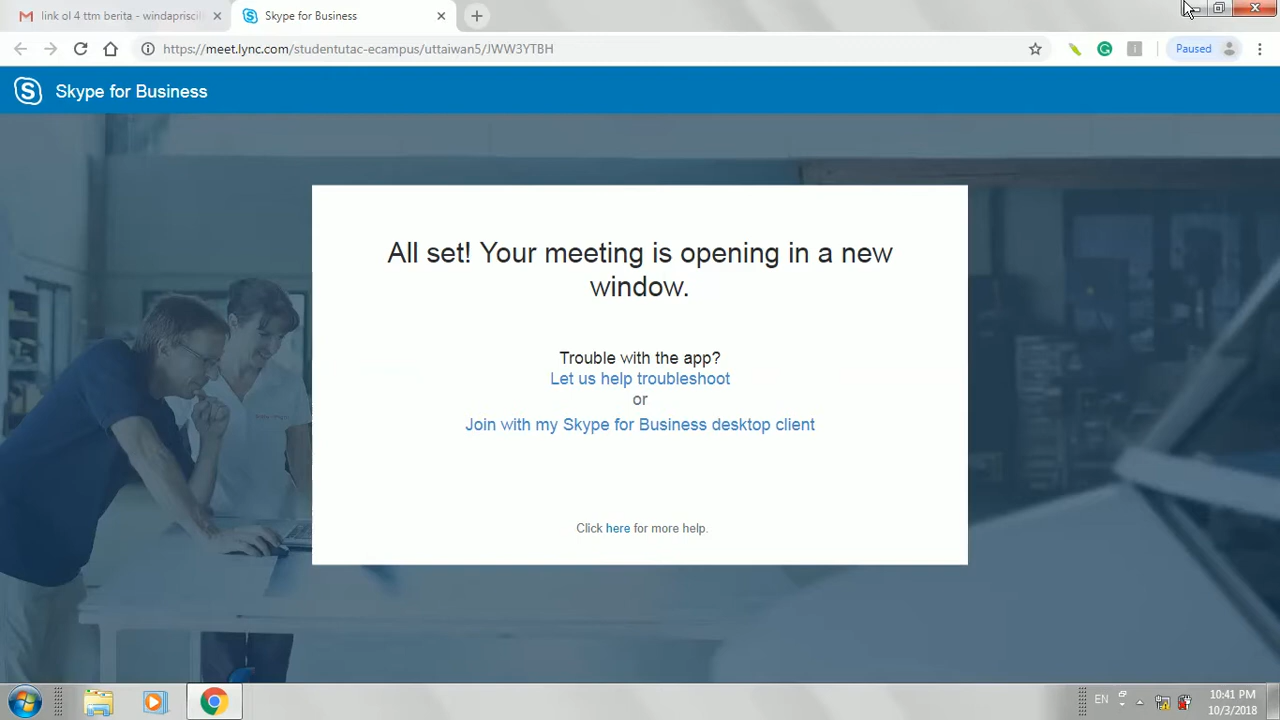 link ol 4 ttm berita - windapriscil
Skype for Business
https://meet.lync.com/studentutac-ecampus/uttaiwan5/JWW3YTBH
Paused
Skype for Business
All set! Your meeting is opening in a new
window.
Trouble with the app?
Let us help troubleshoot
or
Join with my Skype for Business desktop client
Click here for more help.
EN
10:41 PM
10/3/2018